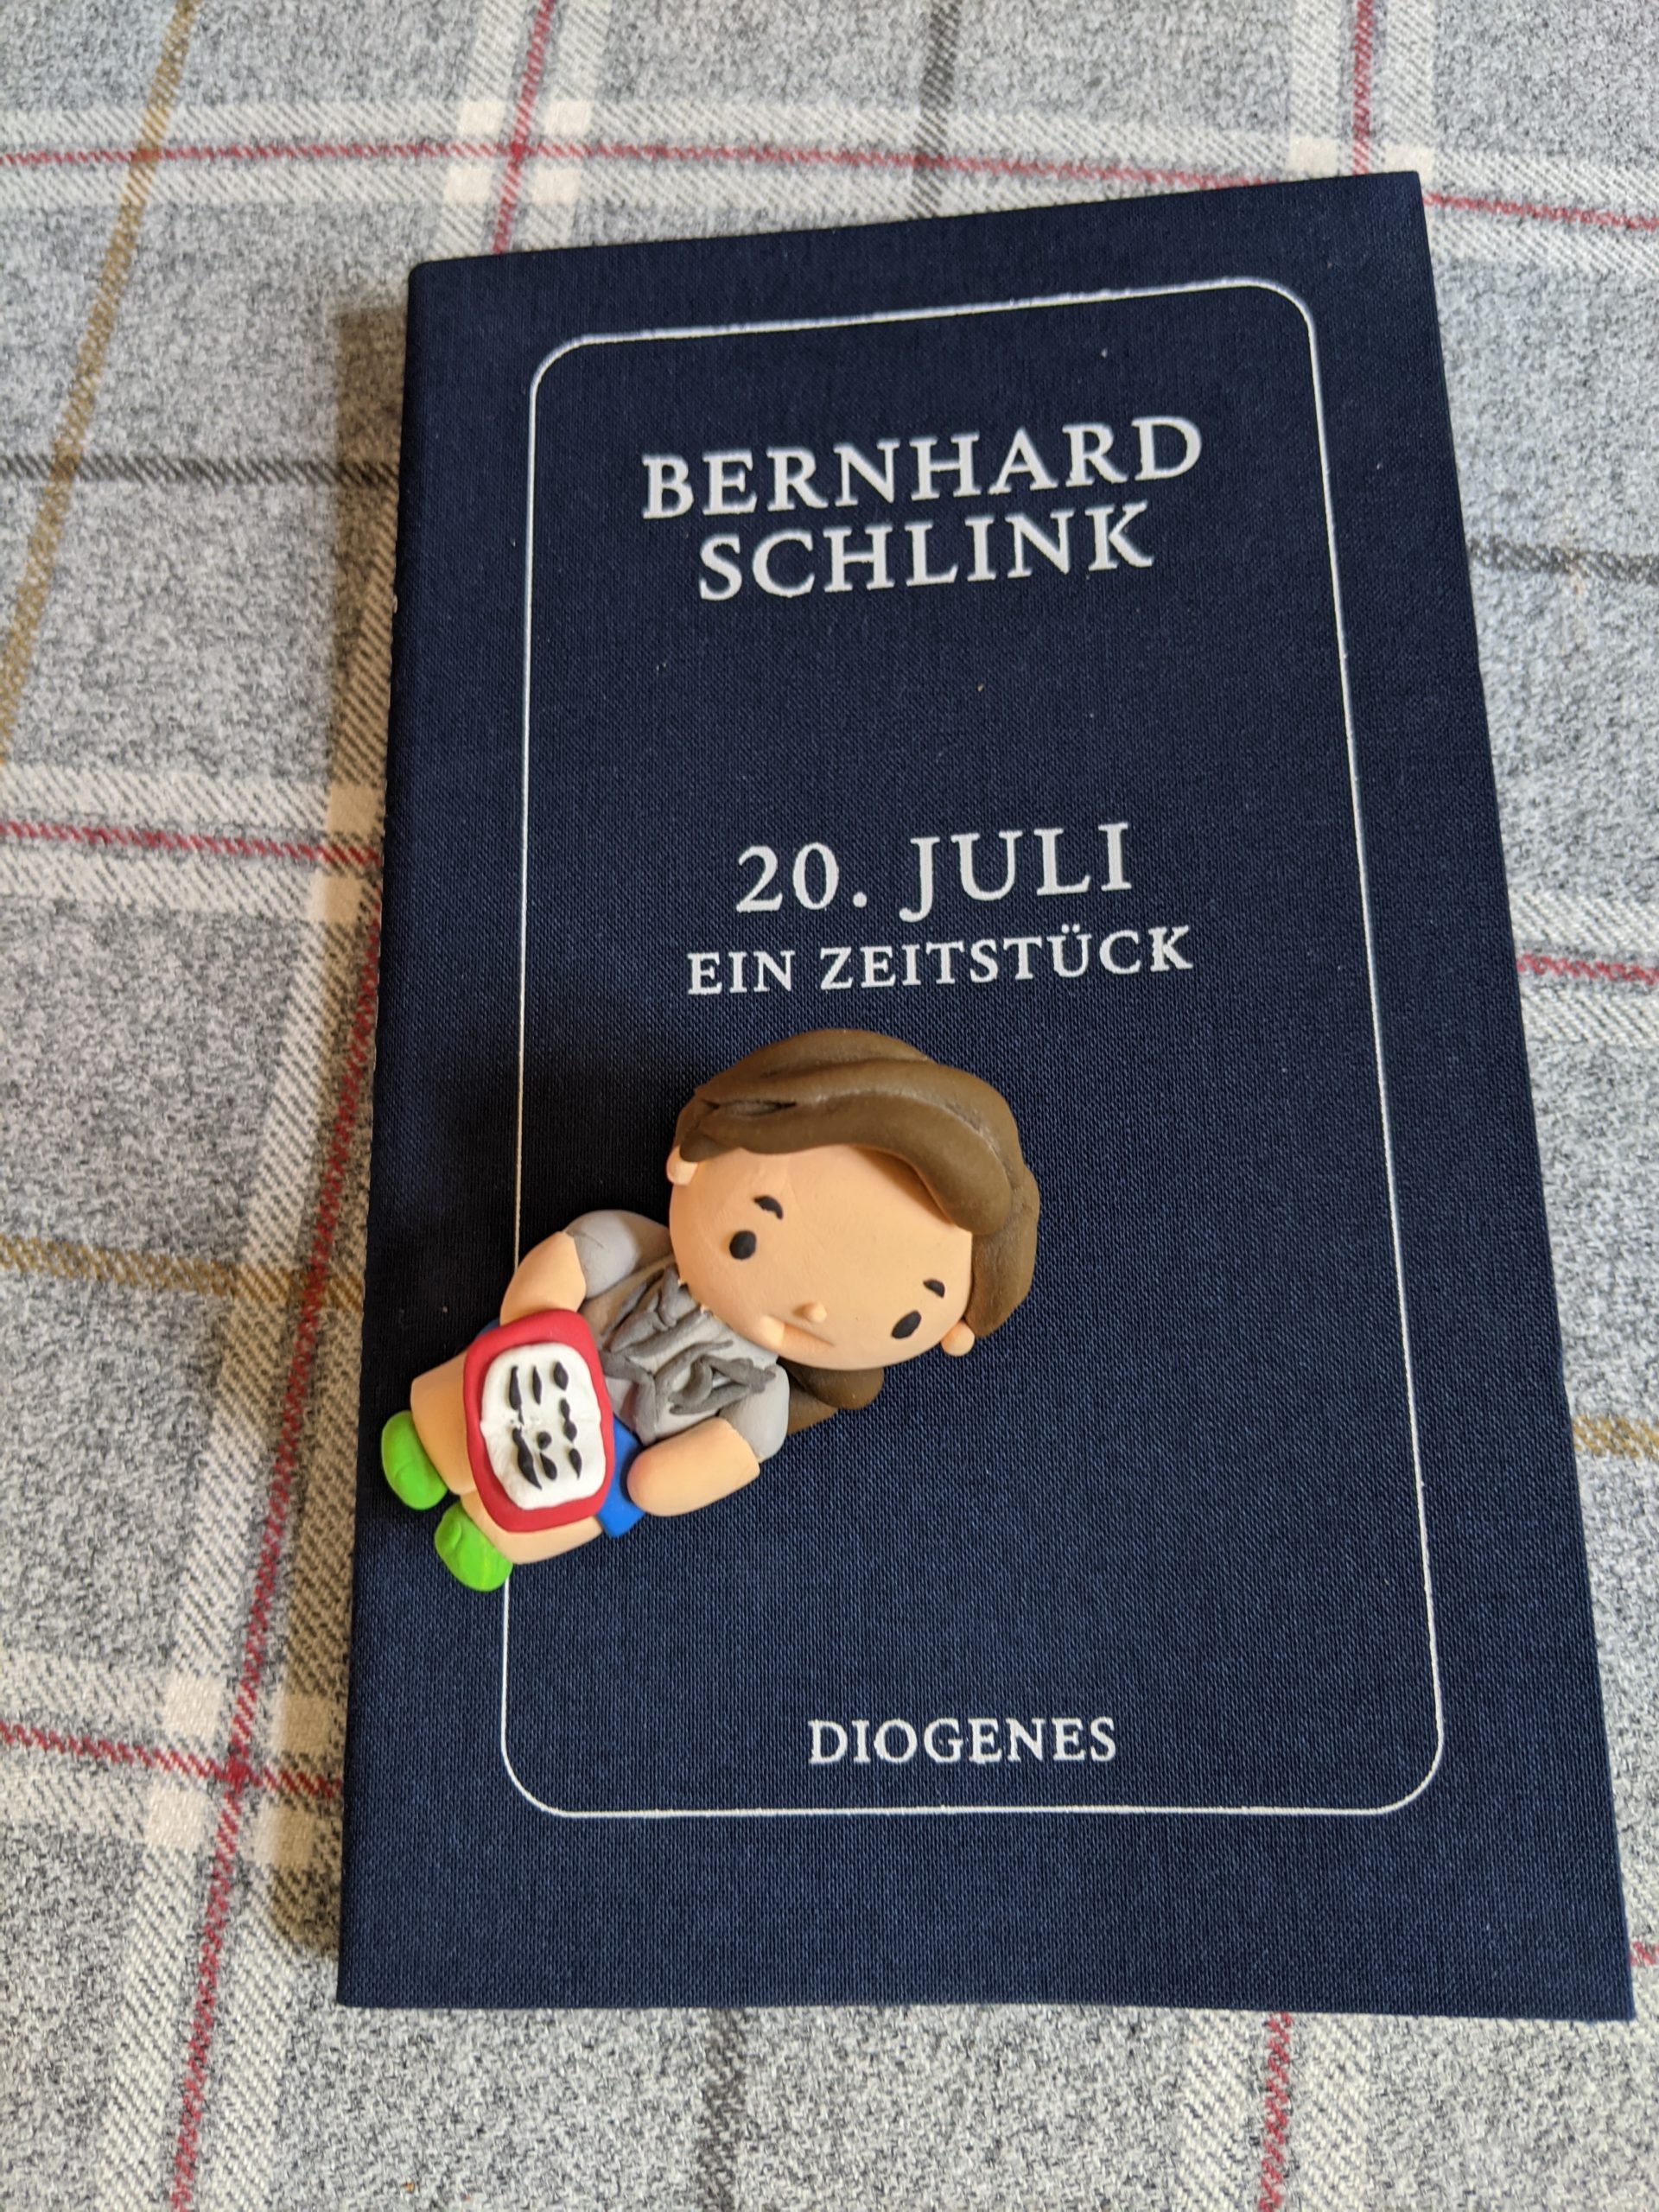 BERNHARD
SCHLINK
20. JULI
EIN ZEITSTÜCK
DIOGENES